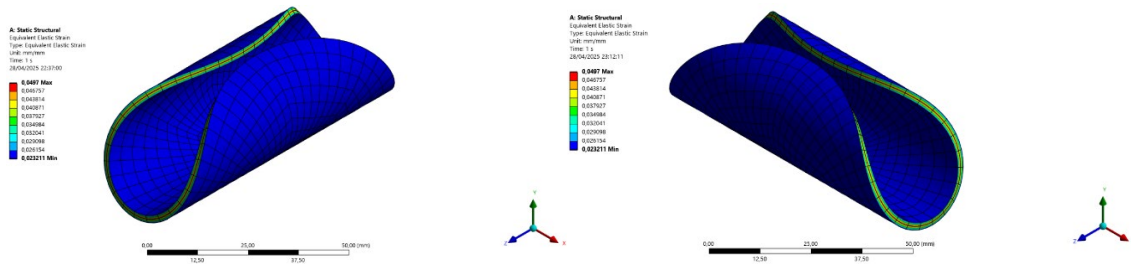 A: Static Structural
Equivalent Elastic Strain
Type: Equivalent Elastic Strain
Unit: mm/mm
Time: 1 s
28/04/2025 22:37:00
0,0497 Max
0,046757
0,043814
0,040871
0,037927
0,034984
0,032041
0,029098
0,026154
0,023211 Min
0,00
25,00
50,00 (mm)
12,50
37,50
Y
Z
X
A: Static Structural
Equivalent Elastic Strain
Type: Equivalent Elastic Strain
Unit: mm/mm
Time: 1 s
28/04/2025 23:12:11
0,0497 Max
0,046757
0,043814
0,040871
0,037927
0,034984
0,032041
0,029098
0,026154
0,023211 Min
0,00
25,00
50,00 (mm)
12,50
37,50
Y
Z